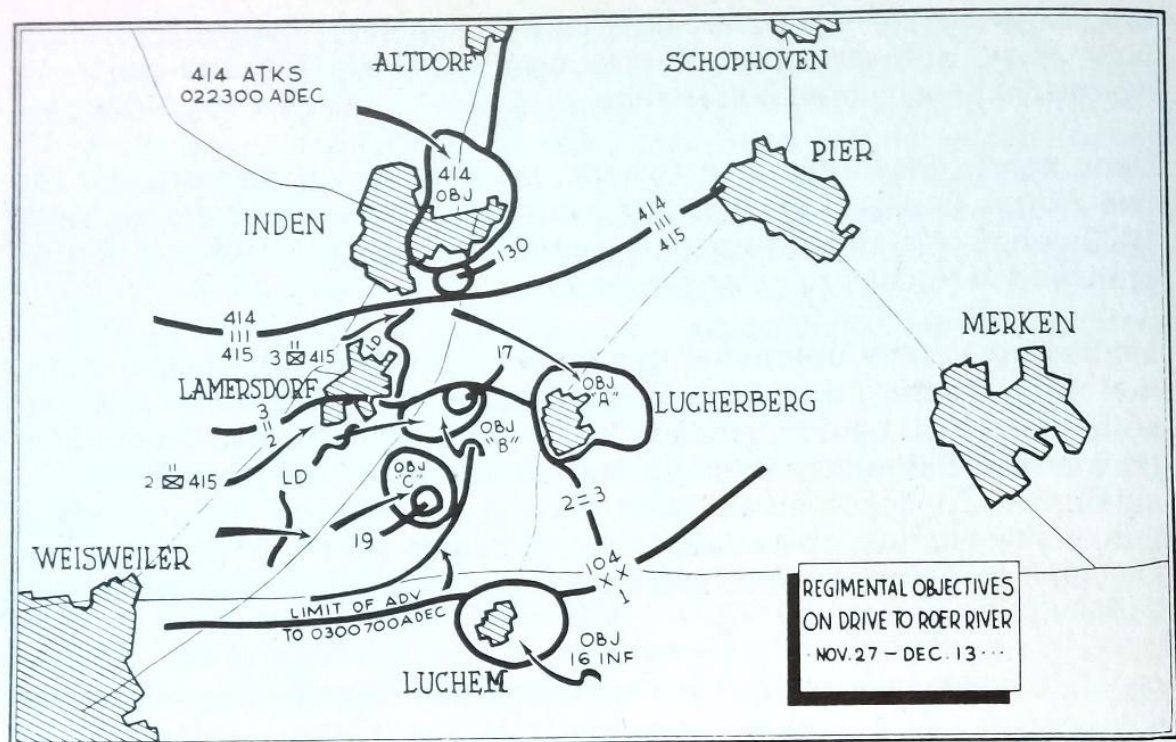 ALTDORF
SCHOPHOVEN
414 ATKS
022300 ADEC
PIER
414
OBJ
INDEN
414
III
415
130
MERKEN
414
III
415
3 415
LD
17
LAMERSDORF
OBJ
"A"
LUCHERBERG
3
=
2
OBJ
"B"
2 415
LD
OBJ
"C"
2=3
19
WEISWEILER
104
XX
1
LIMIT OF ADV
TO 0300700ADEC
OBJ
16 INF
LUCHEM
REGIMENTAL OBJECTIVES
ON DRIVE TO ROER RIVER
· NOV. 27 — DEC. 13 · · ·